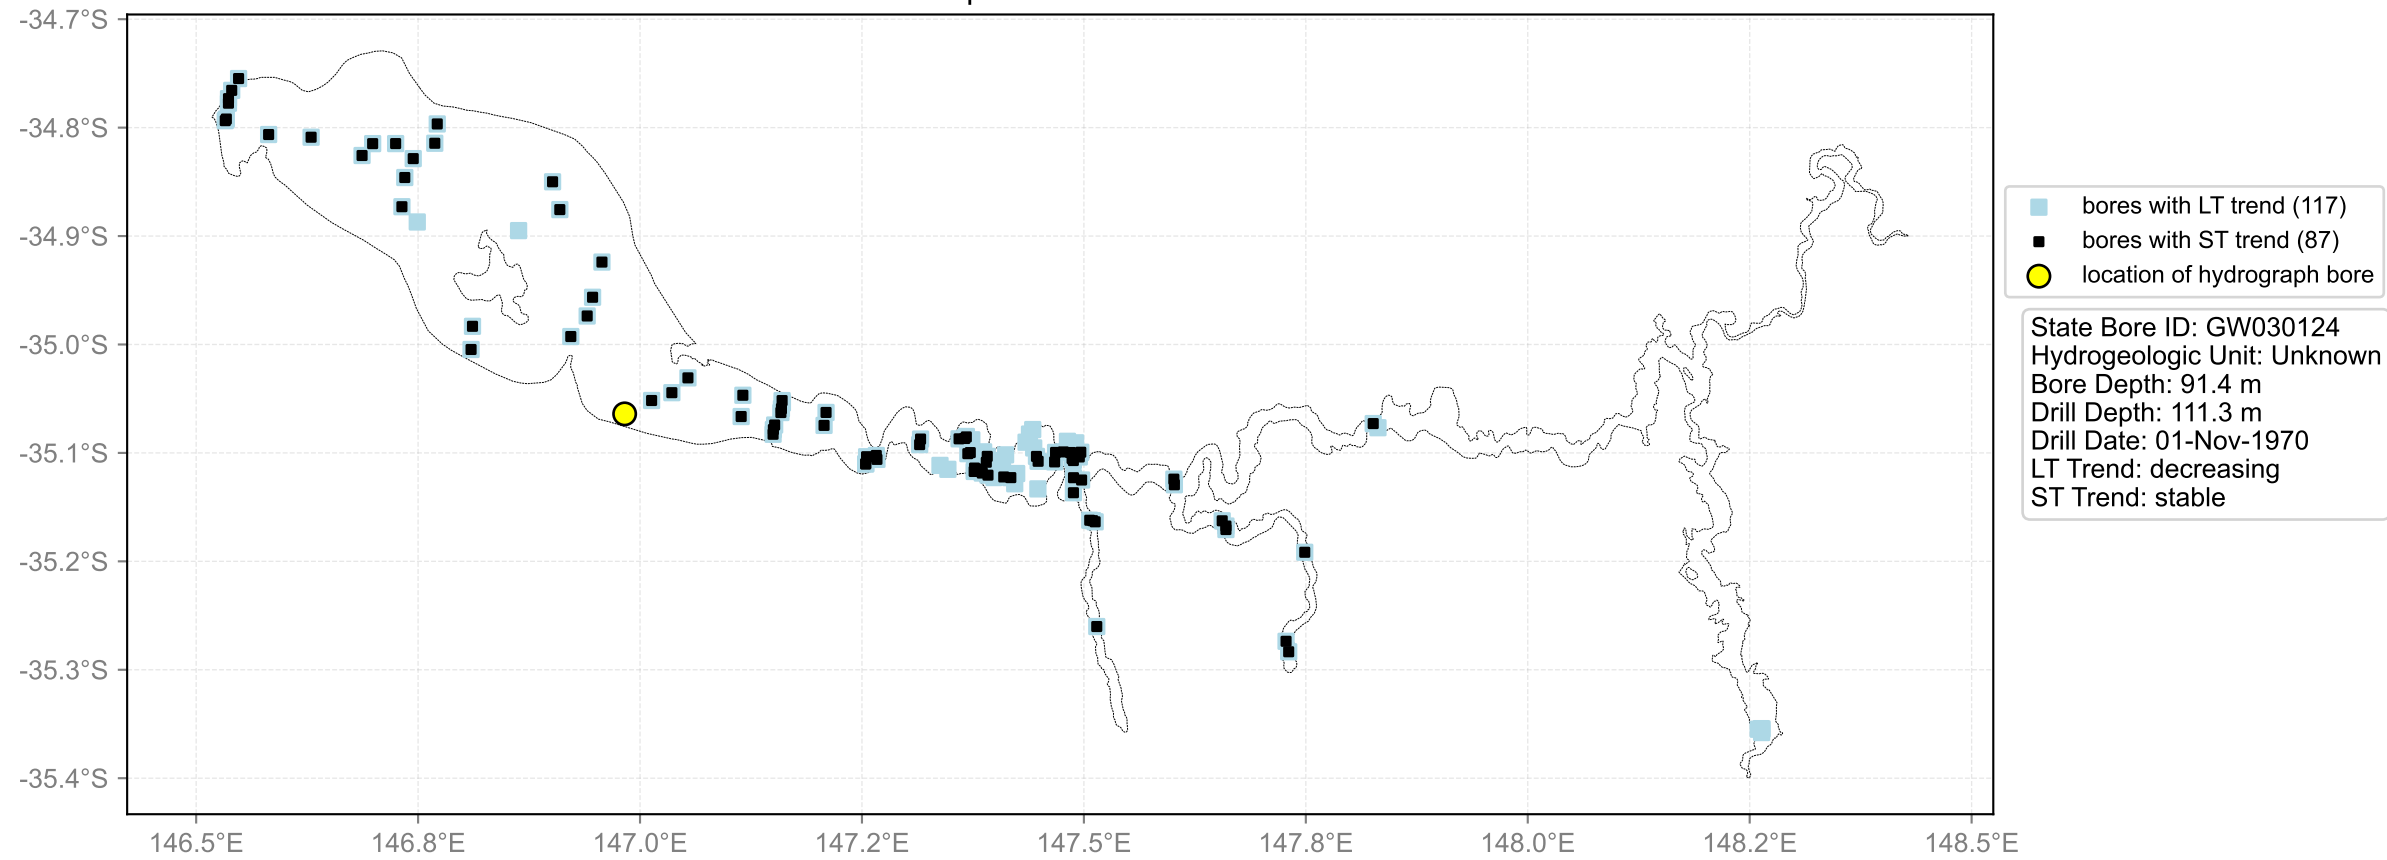 -34.7°S
-34.8°S
-34.9°S
-35.0°S
-35.1°S
-35.2°S
-35.3°S
-35.4°S
146.5°E 146.8°E 147.0°E 147.2°E 147.5°E 147.8°E 148.0°E 148.2°E 148.5°E
bores with LT trend (117)
bores with ST trend (87)
location of hydrograph bore
State Bore ID: GW030124
Hydrogeologic Unit: Unknown
Bore Depth: 91.4 m
Drill Depth: 111.3 m
Drill Date: 01-Nov-1970
LT Trend: decreasing
ST Trend: stable